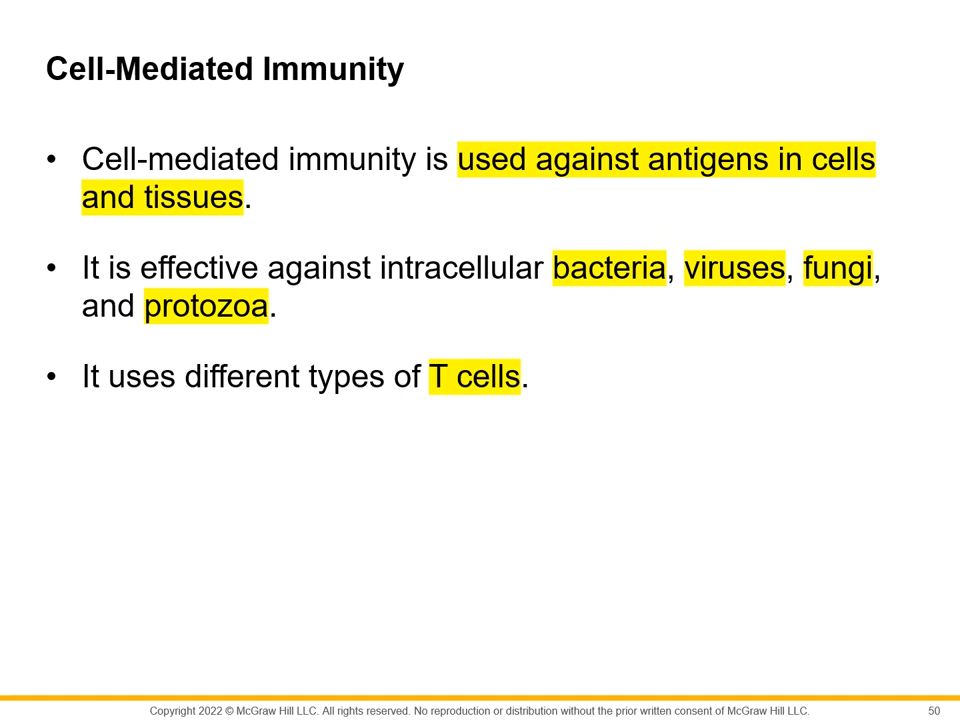 Cell-Mediated Immunity
• Cell-mediated immunity is used against antigens in cells
and tissues.
• It is effective against intracellular bacteria, viruses, fungi,
and protozoa.
• It uses different types of T cells.
Copyright 2022 © McGraw Hill LLC. All rights reserved. No reproduction or distribution without the prior written consent of McGraw Hill LLC. 50